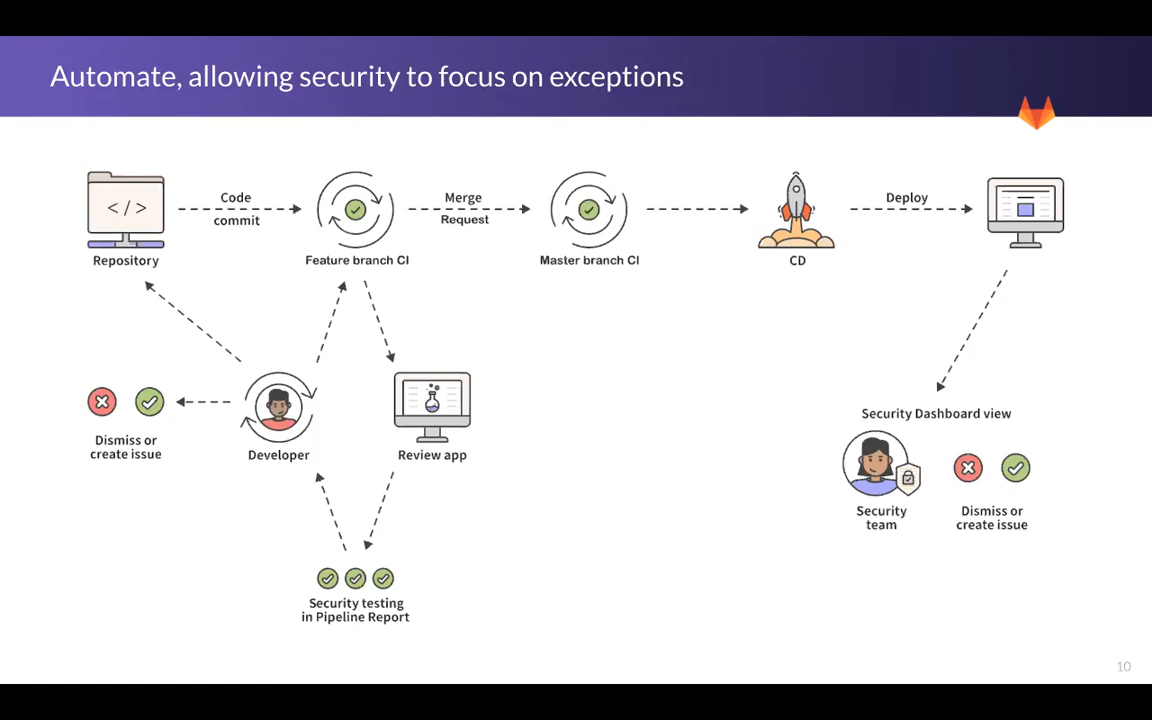 Automate, allowing security to focus on exceptions
</>
Code
commit
Merge
Request
Deploy
Repository
Feature branch CI
Master branch CI
CD
Dismiss or
create issue
Developer
Review app
Security Dashboard view
Security
team
Dismiss or
create issue
Security testing
in Pipeline Report
10